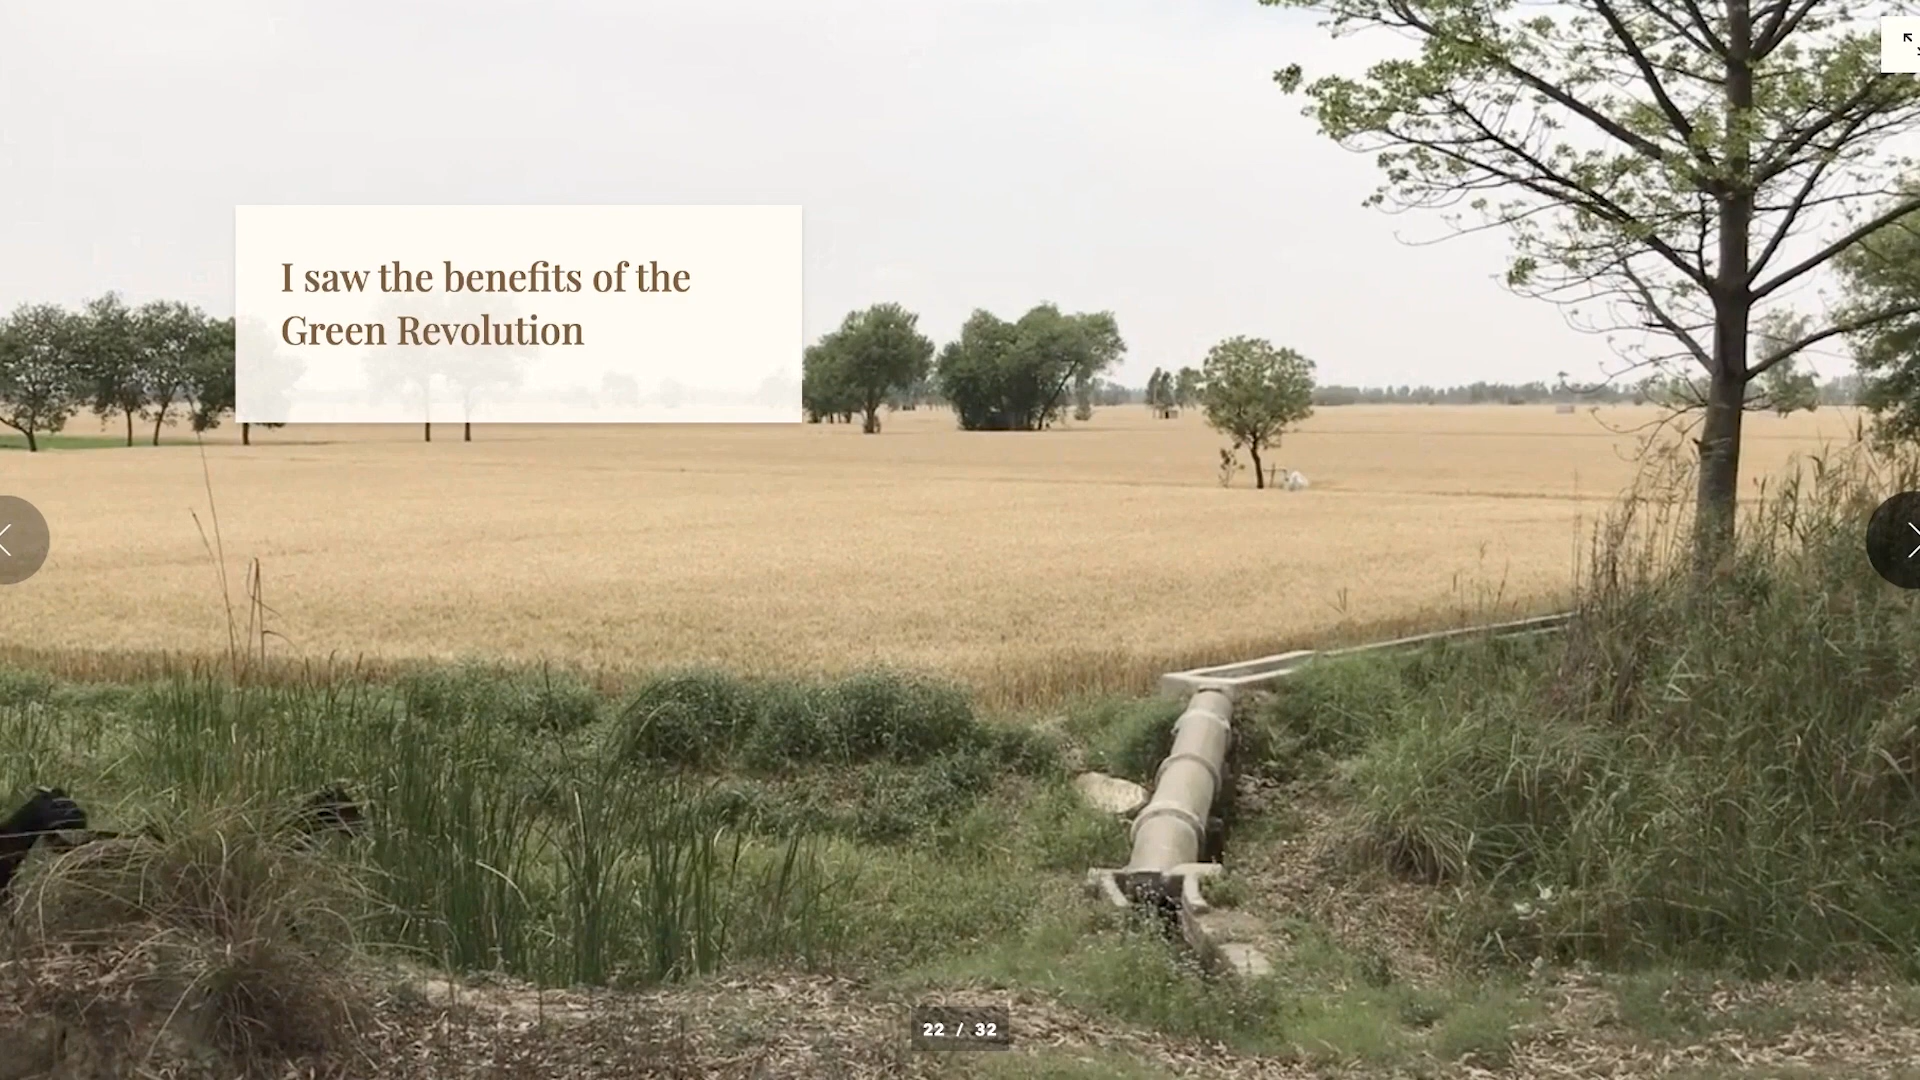 I saw the benefits of the
Green Revolution
22 / 32